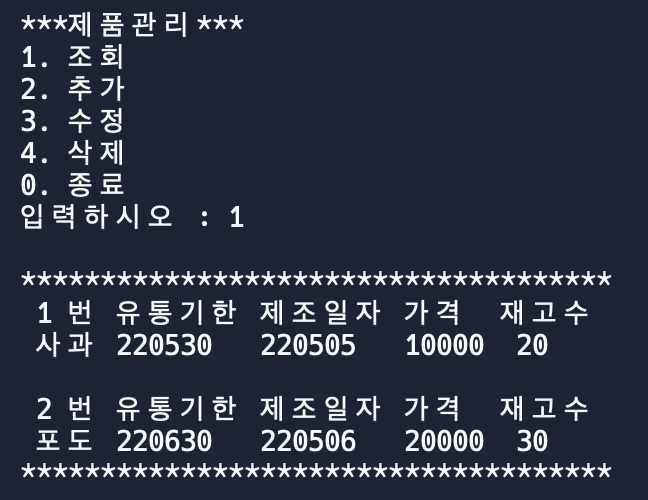 ***제품관리***
1. 조회
2. 추가
3. 수정
4. 삭제
0. 종료
입력하시오 : 1
*************************************
1 번 유통기한 제조일자 가격 재고수
사과 220530 220505 10000 20
2 번 유통기한 제조일자 가격 재고수
포도 220630 220506 20000 30
*************************************